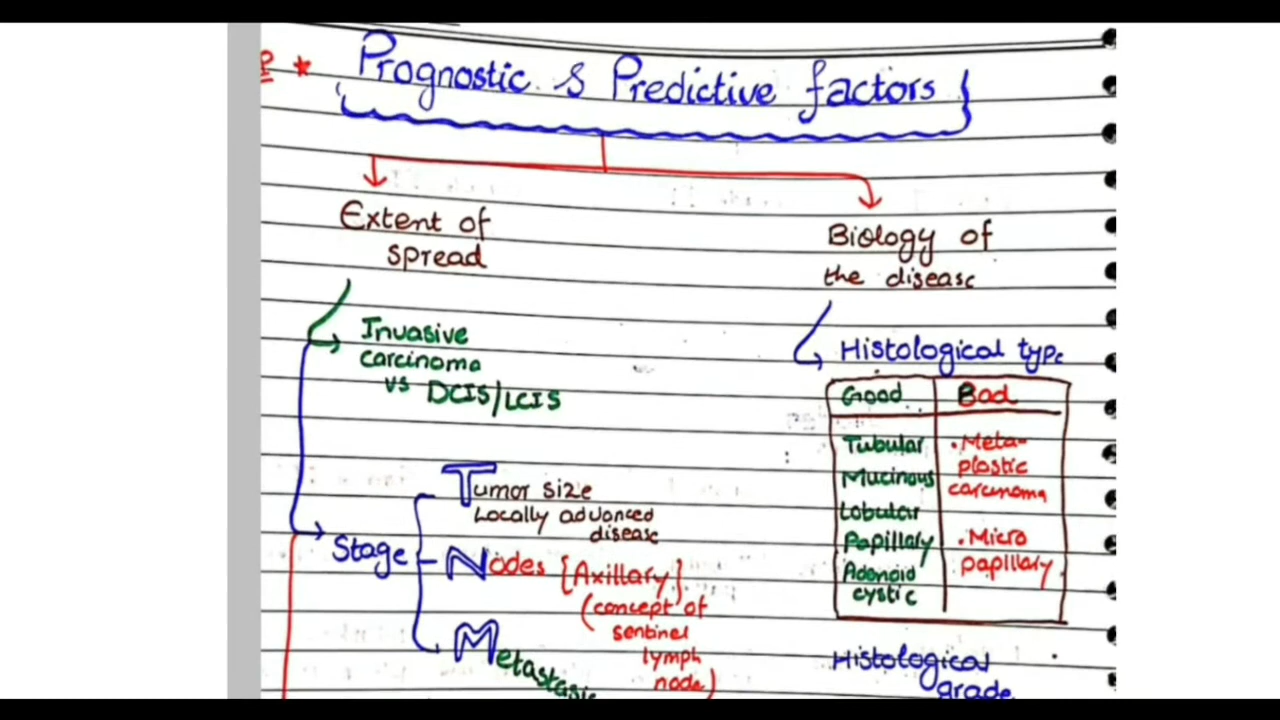 ★ Prognostic & Predictive factors
Extent of
spread
Invasive
carcinoma
vs DCIS/LCIS
Stage
Tumor size
Locally advanced
disease
Nodes [Axillary]
(concept of
sentinel
lymph
node)
Metastasis
Biology of
the disease
Histological type
Good
Tubular
Mucinous
Lobular
Papillary
Adenoid
cystic
Bad
• Meta-
plastic
carcinoma
• Micro
papillary
Histological
grade